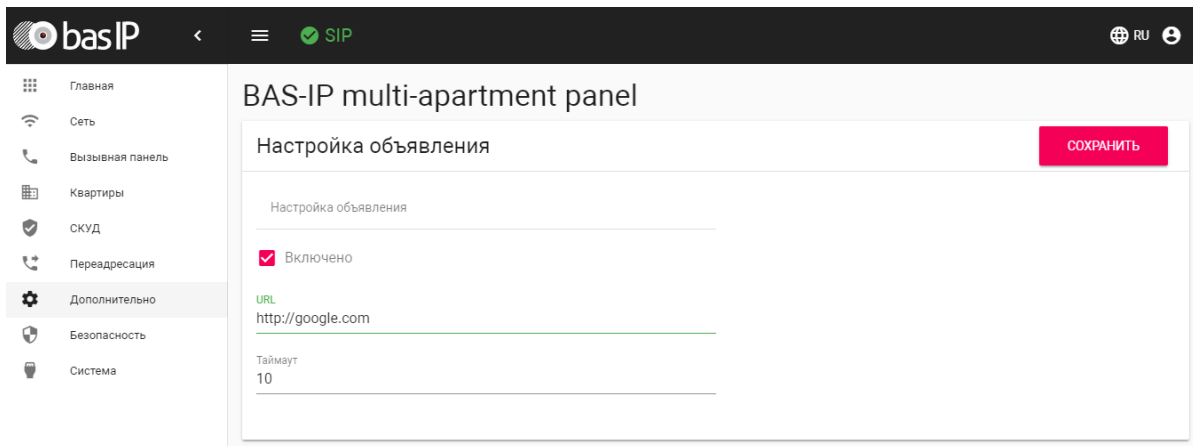 bas IP
SIP
RU
Главная
Сеть
Вызывная панель
Квартиры
СКУД
Переадресация
Дополнительно
Безопасность
Система
BAS-IP multi-apartment panel
Настройка объявления
СОХРАНИТЬ
Настройка объявления
Включено
URL
http://google.com
Таймаут
10